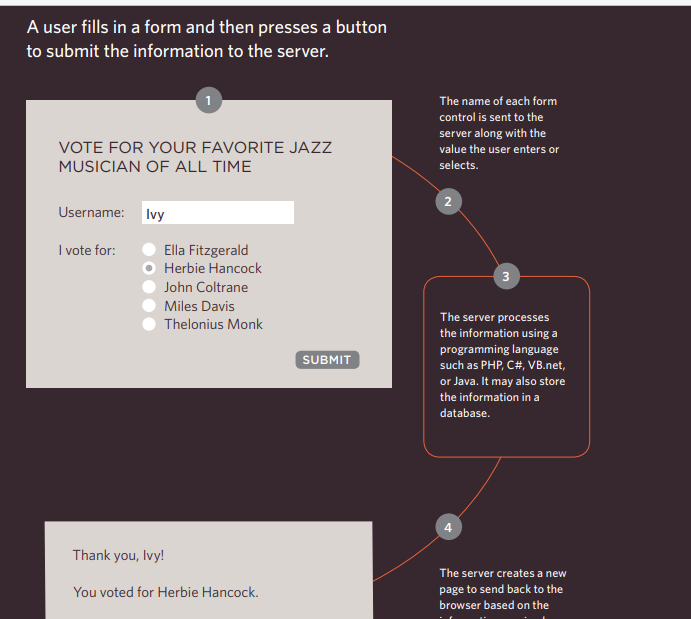 A user fills in a form and then presses a button
to submit the information to the server.
1
VOTE FOR YOUR FAVORITE JAZZ
MUSICIAN OF ALL TIME
Username: Ivy
I vote for:
Ella Fitzgerald
Herbie Hancock
John Coltrane
Miles Davis
Thelonius Monk
SUBMIT
The name of each form
control is sent to the
server along with the
value the user enters or
selects.
2
3
The server processes
the information using a
programming language
such as PHP, C#, VB.net,
or Java. It may also store
the information in a
database.
4
The server creates a new
page to send back to the
browser based on the
Thank you, Ivy!
You voted for Herbie Hancock.